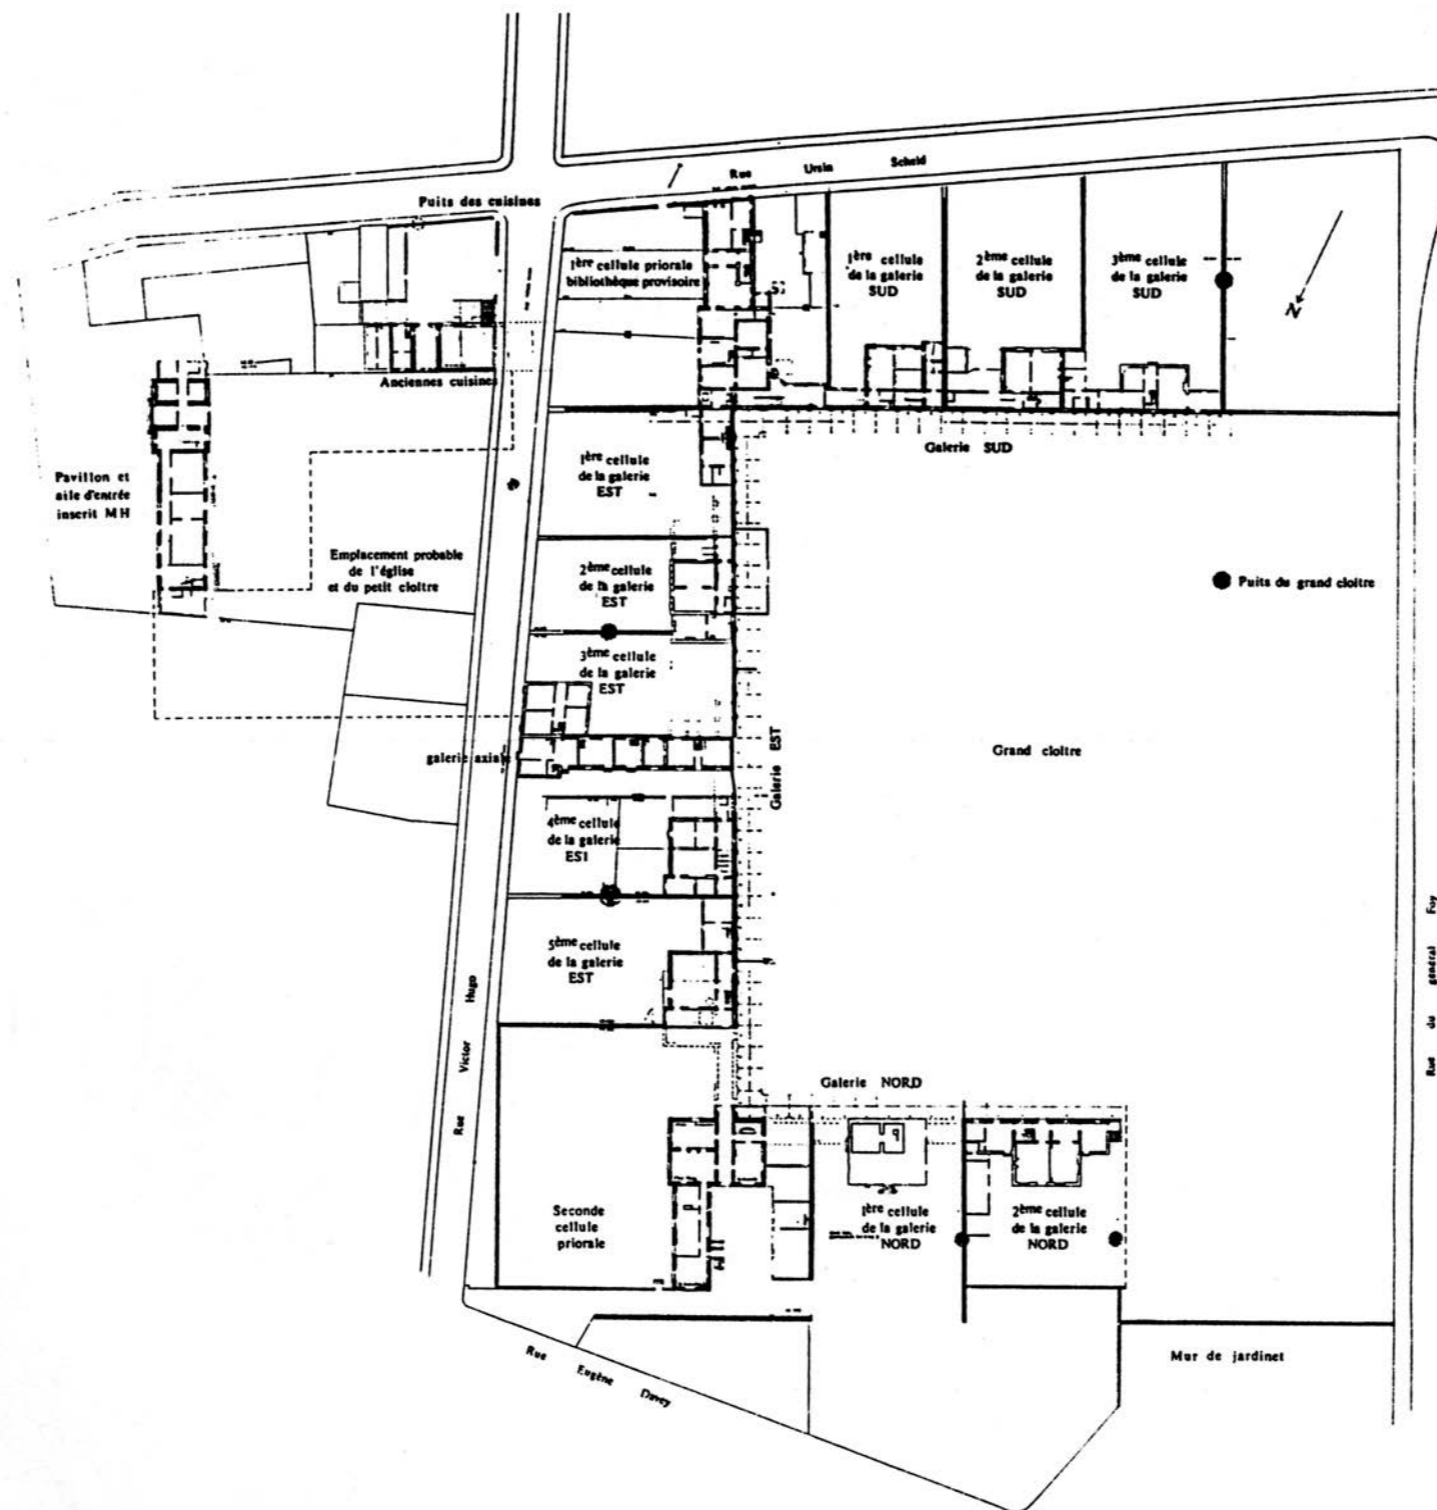 Rue Ursin Scheid
Puits des cuisines
1ère cellule priorale
bibliothèque provisoire
1ère cellule
de la galerie
SUD
2ème cellule
de la galerie
SUD
3ème cellule
de la galerie
SUD
N
Anciennes cuisines
Galerie SUD
Pavillon et
aile d'entrée
inscrit MH
1ère cellule
de la galerie
EST
Emplacement probable
de l'église
et du petit cloître
2ème cellule
de la galerie
EST
Puits du grand cloître
3ème cellule
de la galerie
EST
galerie axiale
Galerie EST
Grand cloître
4ème cellule
de la galerie
EST
5ème cellule
de la galerie
EST
Rue Victor Hugo
Rue du général Foy
Galerie NORD
Seconde
cellule
priorale
1ère cellule
de la galerie
NORD
2ème cellule
de la galerie
NORD
Rue Eugène Davey
Mur de jardinet